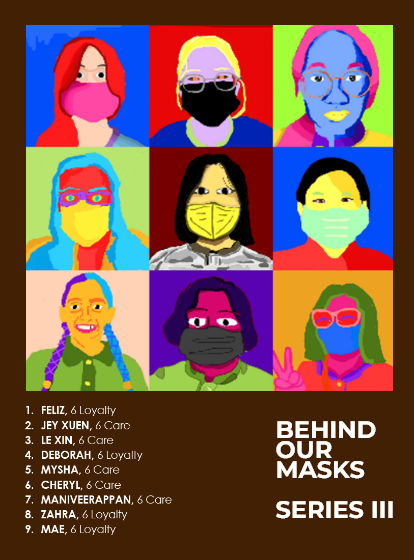 1. FELIZ, 6 Loyalty
2. JEY XUEN, 6 Care
3. LE XIN, 6 Care
4. DEBORAH, 6 Loyally
5. MYSHA, 6 Care
6. CHERYL, 6 Care
7. MANIVEERAPPAN, 6 Care
8. ZAHRA, 6 Loyalty
9. MAE, 6 Loyalty
BEHIND
OUR
MASKS
SERIES III